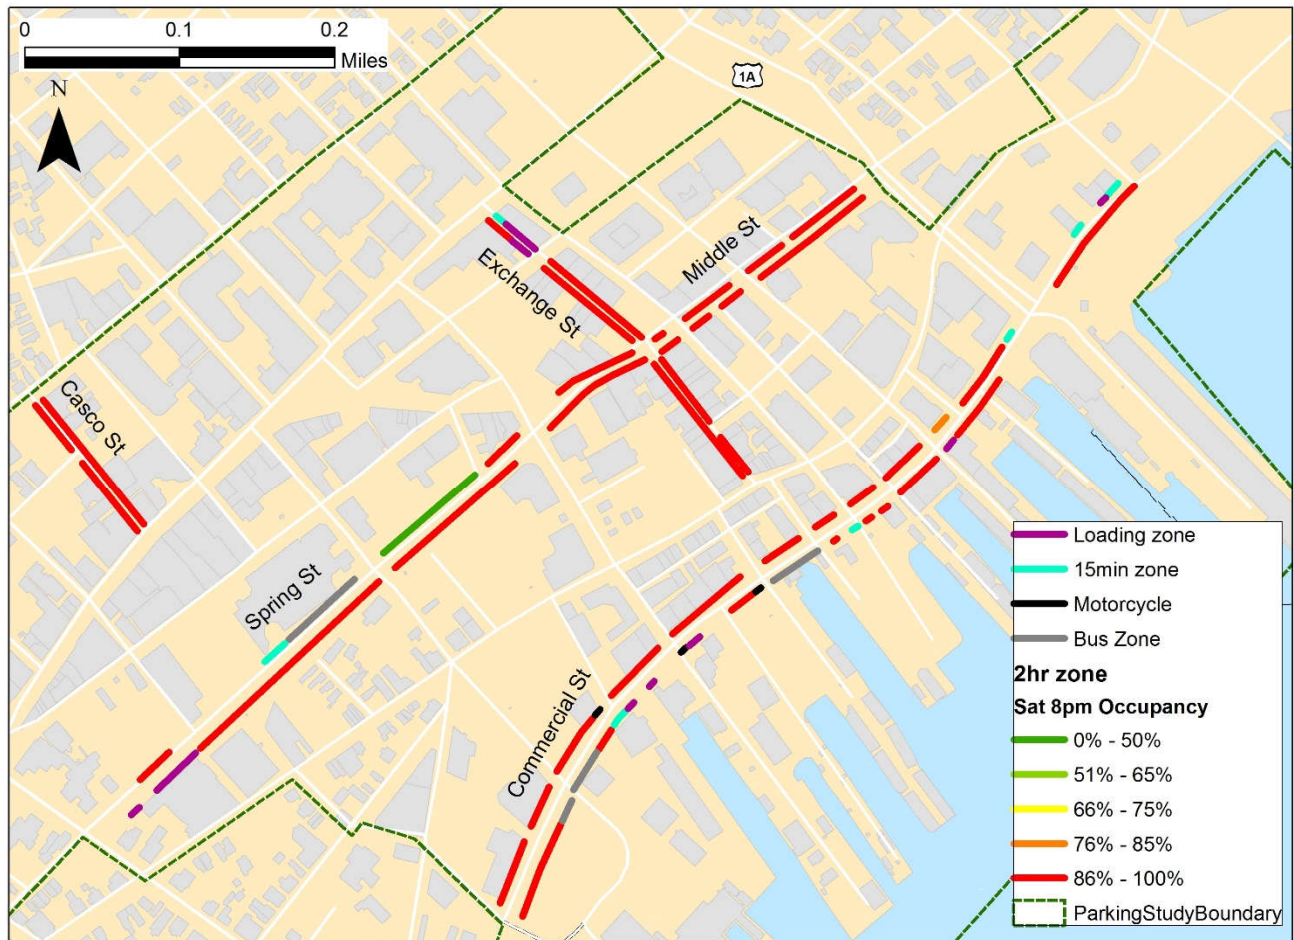 0 0.1 0.2
Miles
N
1A
Middle St
Exchange St
Casco St
Spring St
Commercial St
Loading zone
15min zone
Motorcycle
Bus Zone
2hr zone
Sat 8pm Occupancy
0% - 50%
51% - 65%
66% - 75%
76% - 85%
86% - 100%
ParkingStudyBoundary